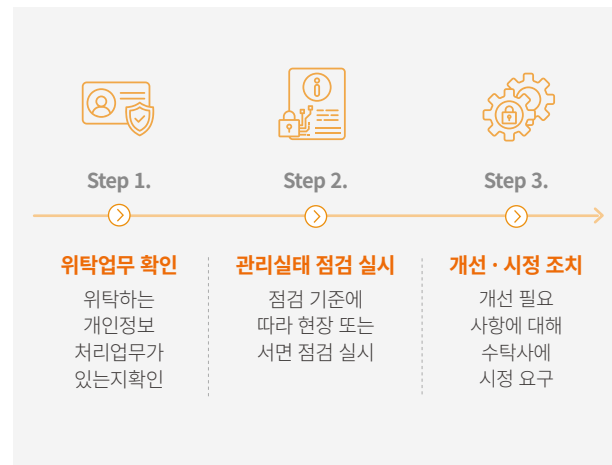 Step 1.
Step 2.
Step 3.
위탁업무 확인
위탁하는
개인정보
처리업무가
있는지확인
관리실태 점검 실시
점검 기준에
따라 현장 또는
서면 점검 실시
개선 · 시정 조치
개선 필요
사항에 대해
수탁사에
시정 요구